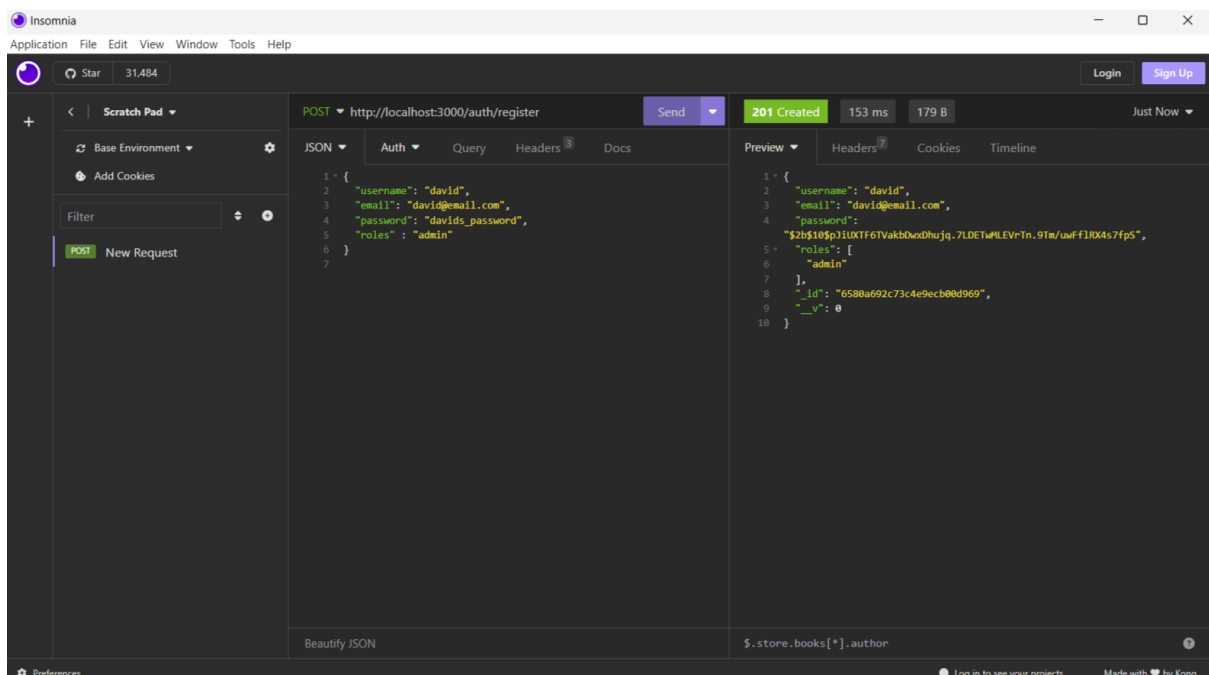 Insomnia
Application File Edit View Window Tools Help
Star 31,484
Login Sign Up
Scratch Pad
Base Environment
Add Cookies
Filter
POST New Request
POST http://localhost:3000/auth/register Send
JSON Auth Query Headers 3 Docs
1 {
2 "username": "david",
3 "email": "david@email.com",
4 "password": "davids_password",
5 "roles" : "admin"
6 }
7
Beautify JSON
201 Created 153 ms 179 B Just Now
Preview Headers 7 Cookies Timeline
1 {
2 "username": "david",
3 "email": "david@email.com",
4 "password":
"$2b$10$pJiUXTF6TVakbDwxDhujq.7LDETwMLEVrTn.9Tm/uwFflRX4s7fpS",
5 "roles": [
6 "admin"
7 ],
8 "_id": "6580a692c73c4e9ecb00d969",
9 "__v": 0
10 }
$.store.books[*].author
Preferences
Log in to see your projects Made with ♥ by Kong